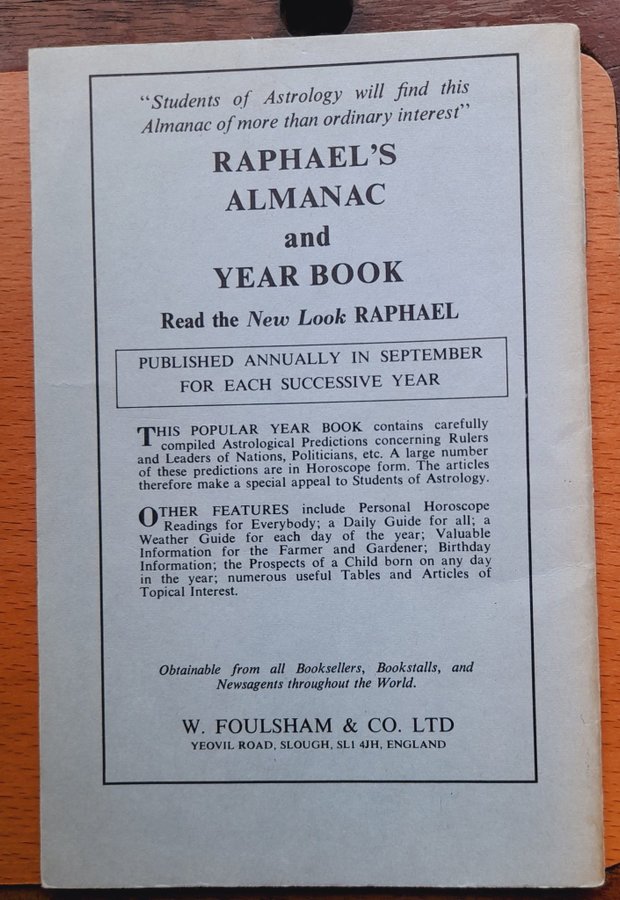 "Students of Astrology will find this
Almanac of more than ordinary interest"
RAPHAEL'S
ALMANAC
and
YEAR BOOK
Read the New Look RAPHAEL
PUBLISHED ANNUALLY IN SEPTEMBER
FOR EACH SUCCESSIVE YEAR
THIS POPULAR YEAR BOOK contains carefully
compiled Astrological Predictions concerning Rulers
and Leaders of Nations, Politicians, etc. A large number
of these predictions are in Horoscope form. The articles
therefore make a special appeal to Students of Astrology.
OTHER FEATURES include Personal Horoscope
Readings for Everybody; a Daily Guide for all; a
Weather Guide for each day of the year; Valuable
Information for the Farmer and Gardener; Birthday
Information; the Prospects of a Child born on any day
in the year; numerous useful Tables and Articles of
Topical Interest.
Obtainable from all Booksellers, Bookstalls, and
Newsagents throughout the World.
W. FOULSHAM & CO. LTD
YEOVIL ROAD, SLOUGH, SL1 4JH, ENGLAND